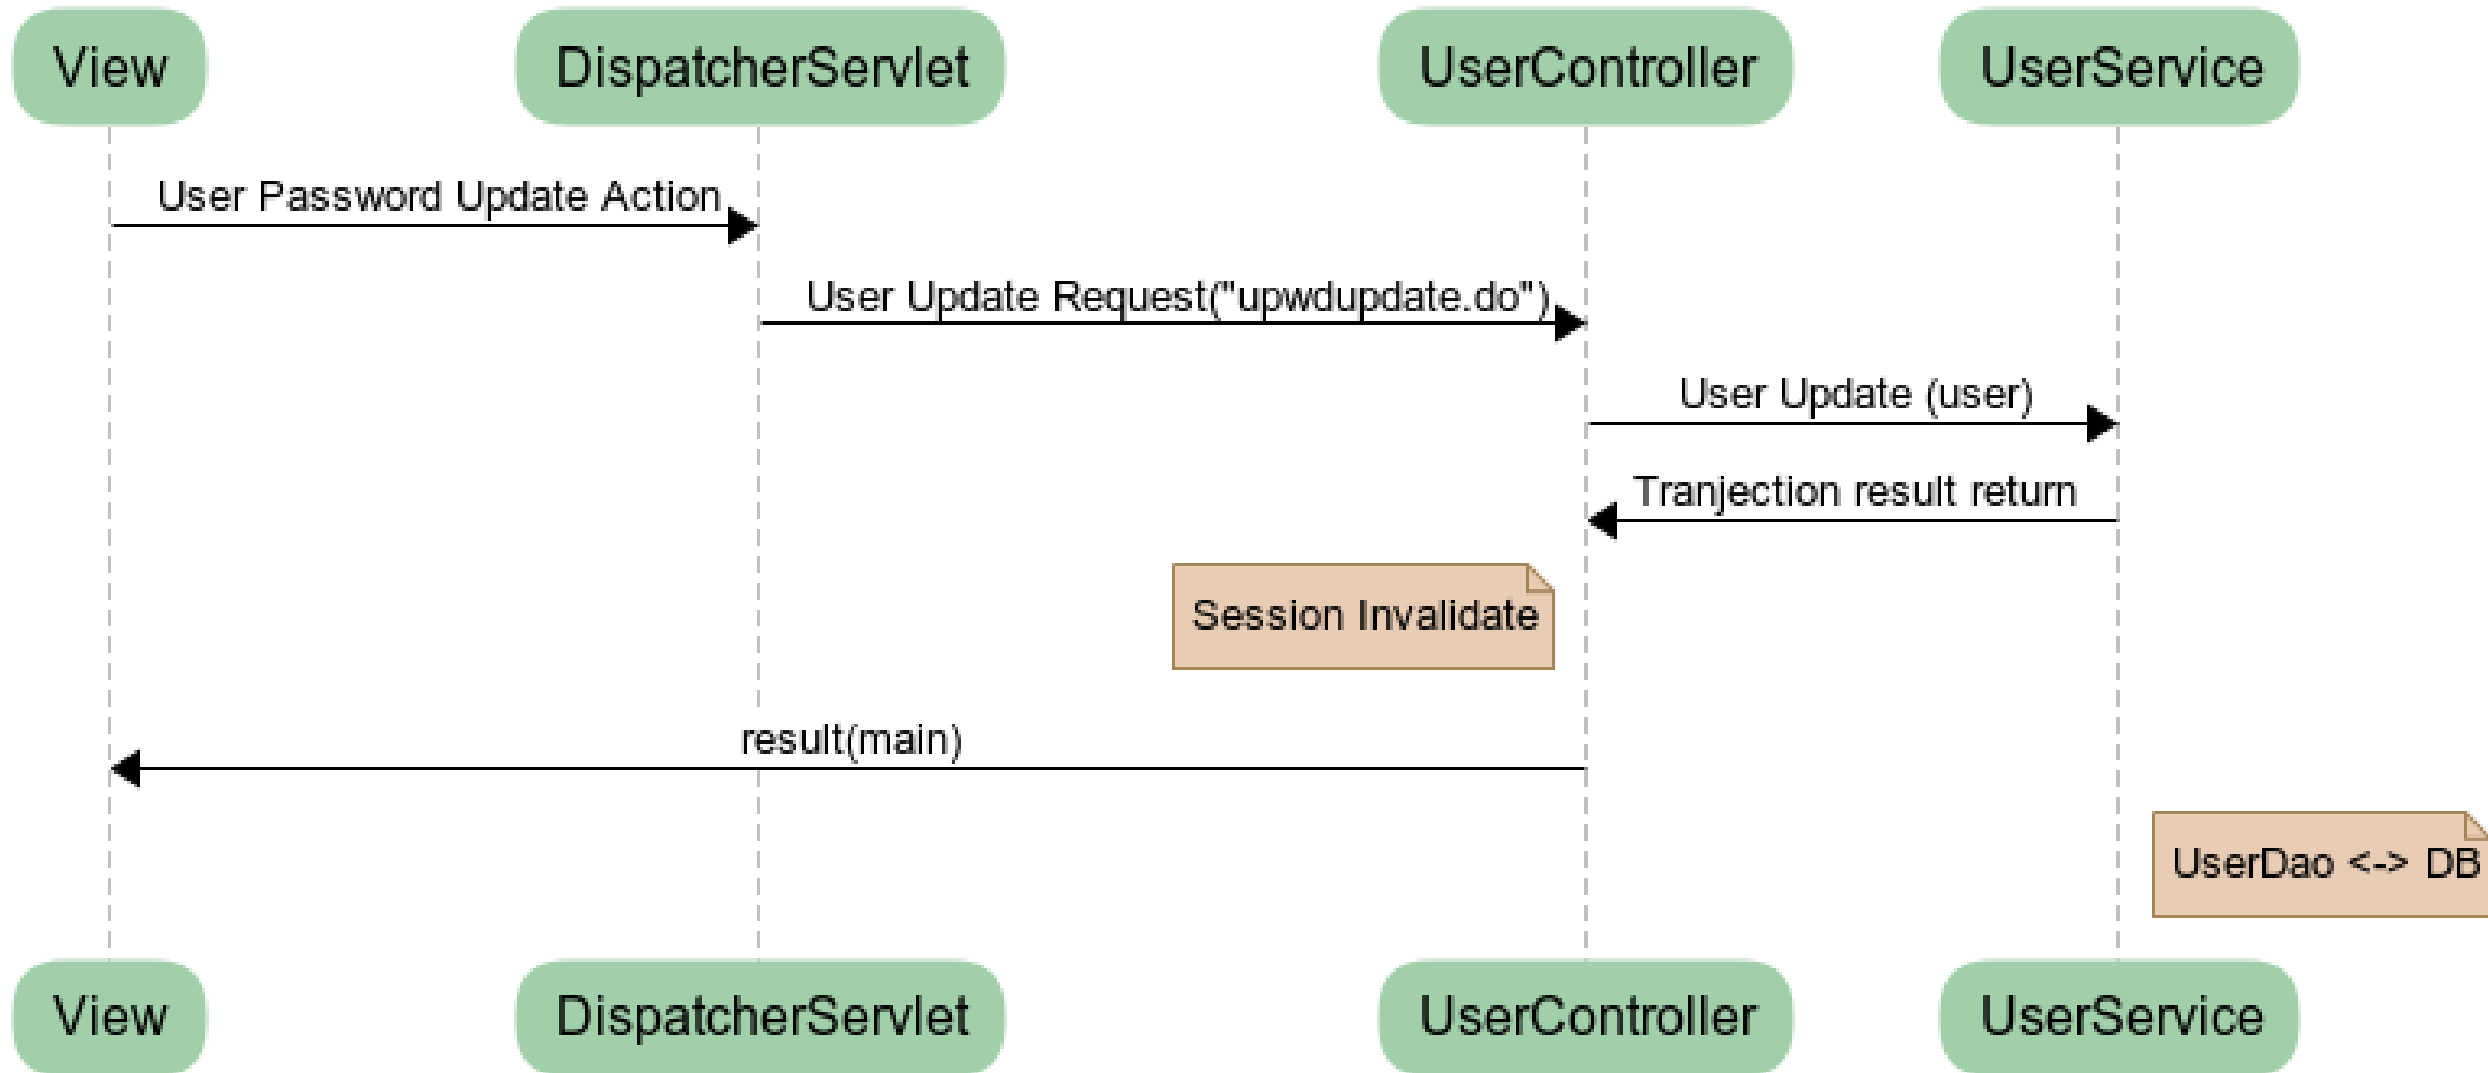 View
DispatcherServlet
UserController
UserService
User Password Update Action
User Update Request("upwdupdate.do")
User Update (user)
Tranjection result return
Session Invalidate
result(main)
UserDao <-> DB
View
DispatcherServlet
UserController
UserService